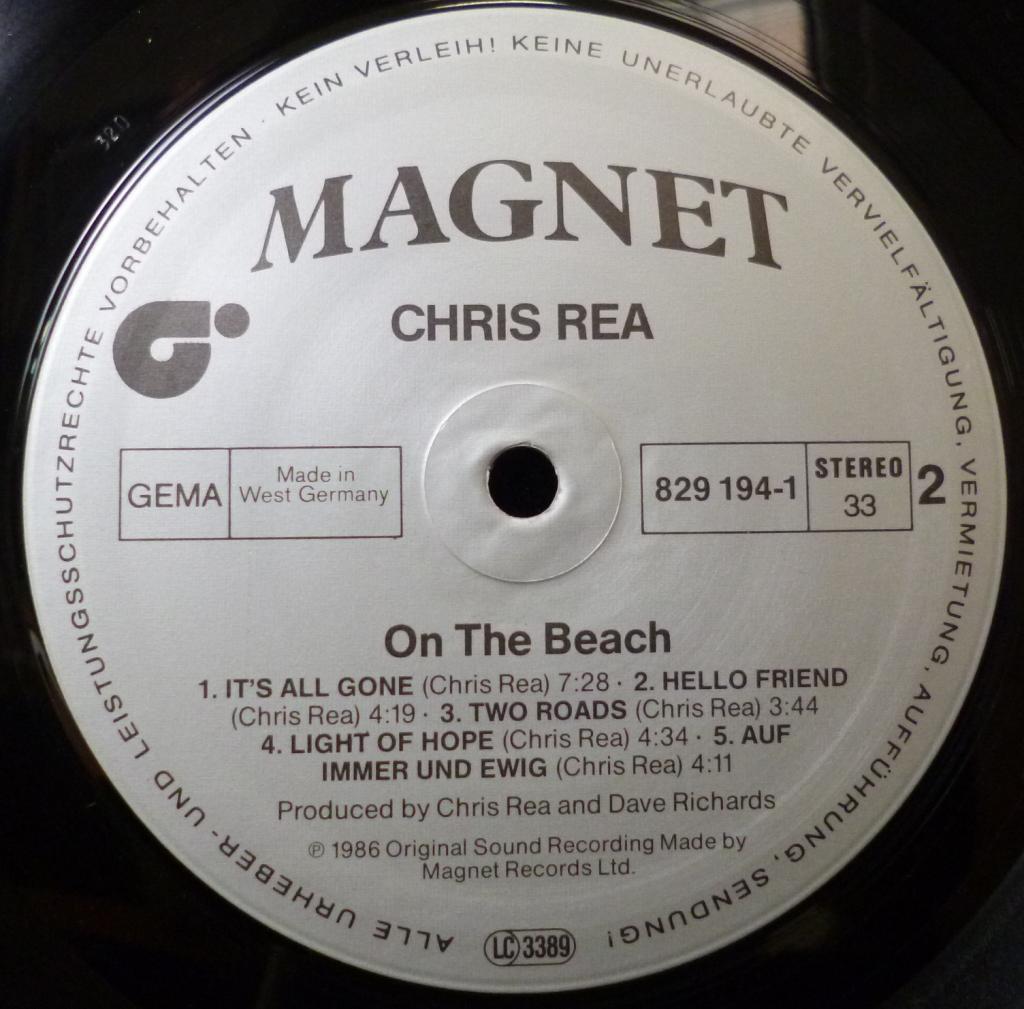 ALLE URHEBER- UND LEISTUNGSSCHUTZRECHTE VORBEHALTEN · KEIN VERLEIH! KEINE UNERLAUBTE VERVIELFÄLTIGUNG, VERMIETUNG, AUFFÜHRUNG, SENDUNG!
320
MAGNET
CHRIS REA
GEMA
Made in
West Germany
829 194-1
STEREO
33
2
On The Beach
1. IT'S ALL GONE (Chris Rea) 7:28 · 2. HELLO FRIEND
(Chris Rea) 4:19 · 3. TWO ROADS (Chris Rea) 3:44
4. LIGHT OF HOPE (Chris Rea) 4:34 · 5. AUF
IMMER UND EWIG (Chris Rea) 4:11
Produced by Chris Rea and Dave Richards
℗ 1986 Original Sound Recording Made by
Magnet Records Ltd.
LC 3389